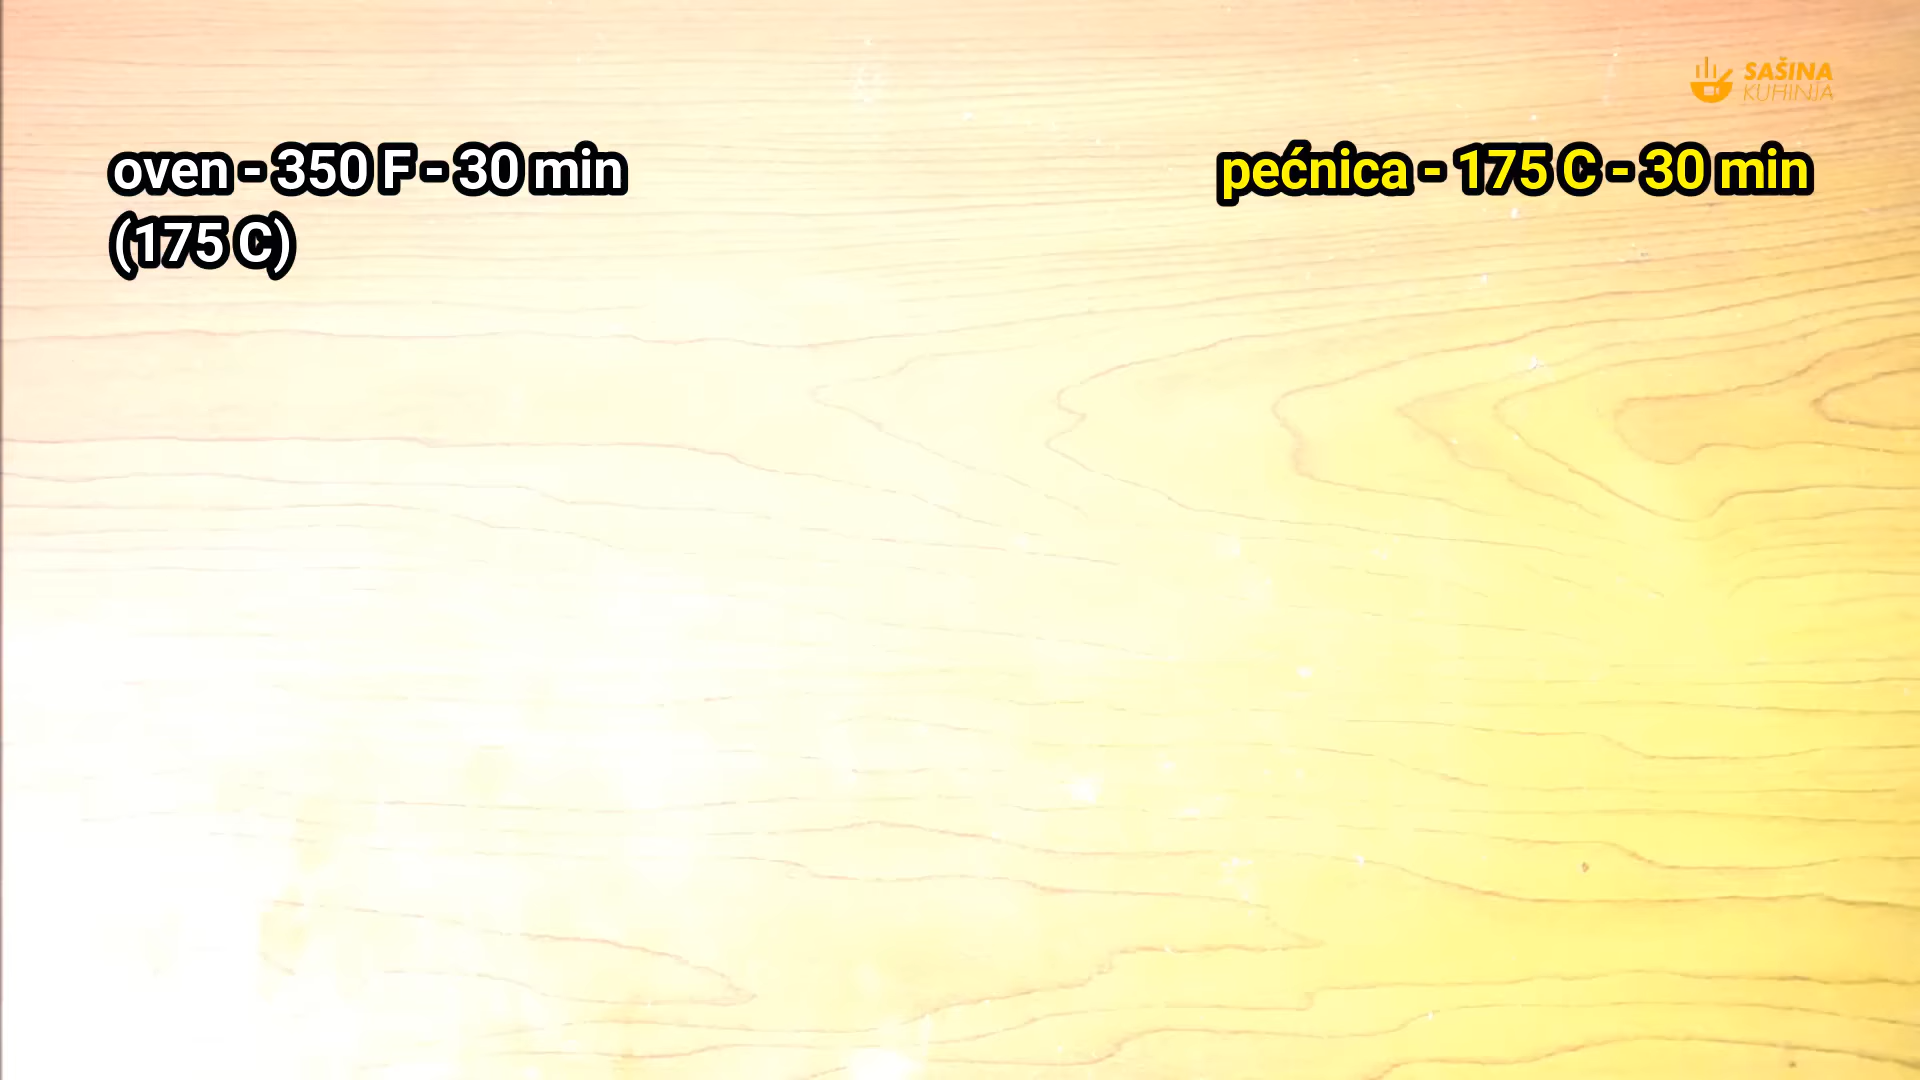 SAŠINA
KUHINJA
oven - 350 F - 30 min
(175 C)
pećnica - 175 C - 30 min